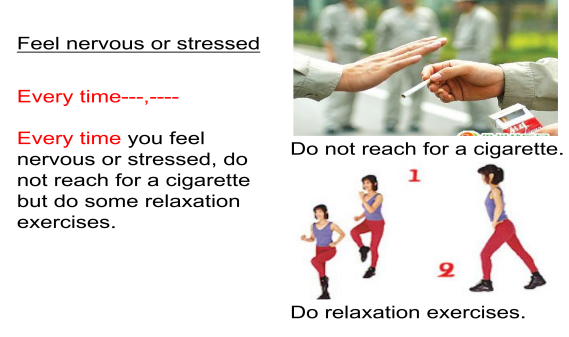 Feel nervous or stressed
Every time---,----
Every time you feel
nervous or stressed, do
not reach for a cigarette
but do some relaxation
exercises.
Do not reach for a cigarette.
1
2
Do relaxation exercises.